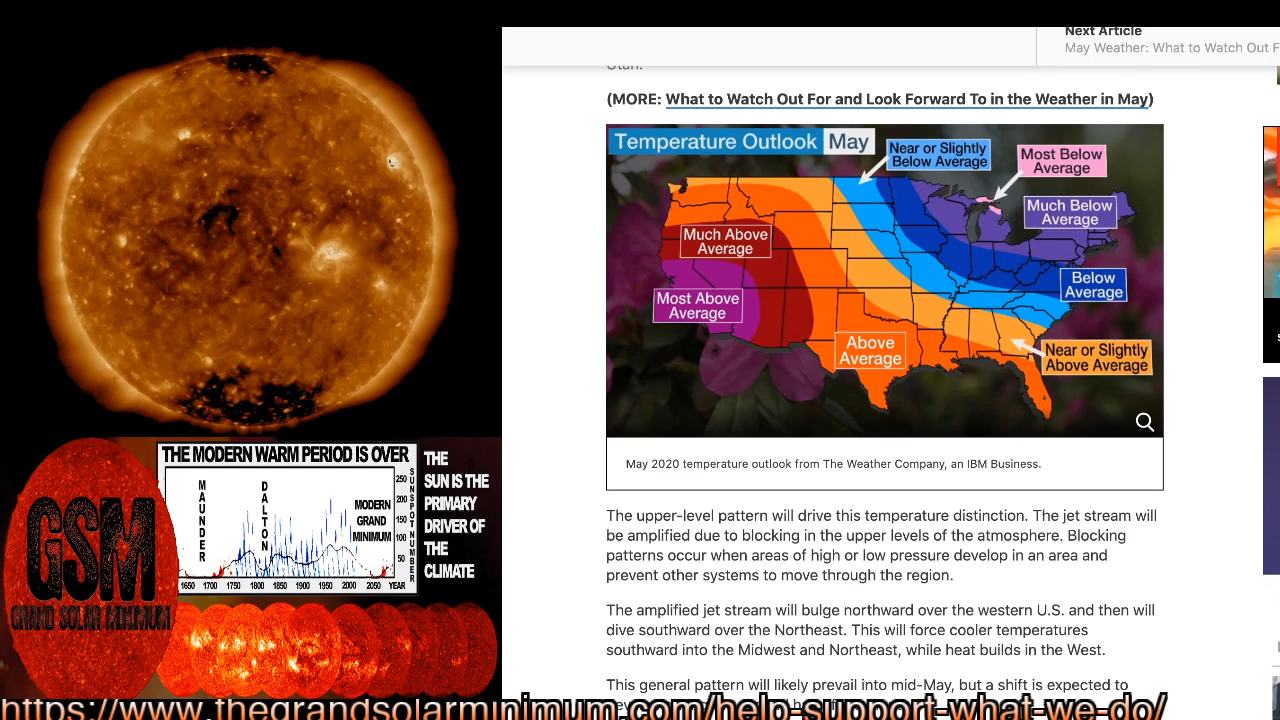 Next Article
May Weather: What to Watch Out F
Utah.
(MORE: What to Watch Out For and Look Forward To in the Weather in May)
Temperature Outlook May
Near or Slightly
Below Average
Most Below
Average
Much Below
Average
Much Above
Average
Below
Average
Most Above
Average
Above
Average
Near or Slightly
Above Average
May 2020 temperature outlook from The Weather Company, an IBM Business.
The upper-level pattern will drive this temperature distinction. The jet stream will
be amplified due to blocking in the upper levels of the atmosphere. Blocking
patterns occur when areas of high or low pressure develop in an area and
prevent other systems to move through the region.
The amplified jet stream will bulge northward over the western U.S. and then will
dive southward over the Northeast. This will force cooler temperatures
southward into the Midwest and Northeast, while heat builds in the West.
This general pattern will likely prevail into mid-May, but a shift is expected to
THE MODERN WARM PERIOD IS OVER
MAUNDER
DALTON
MODERN
GRAND
MINIMUM
250
200
150
100
50
SUNSPOT NUMBER
1650 1700 1750 1800 1850 1900 1950 2000 2050 YEAR
THE
SUN IS THE
PRIMARY
DRIVER OF
THE
CLIMATE
GSM
GRAND SOLAR MINIMUM
https://www.thegrandsolarminimum.com/help-support-what-we-do/